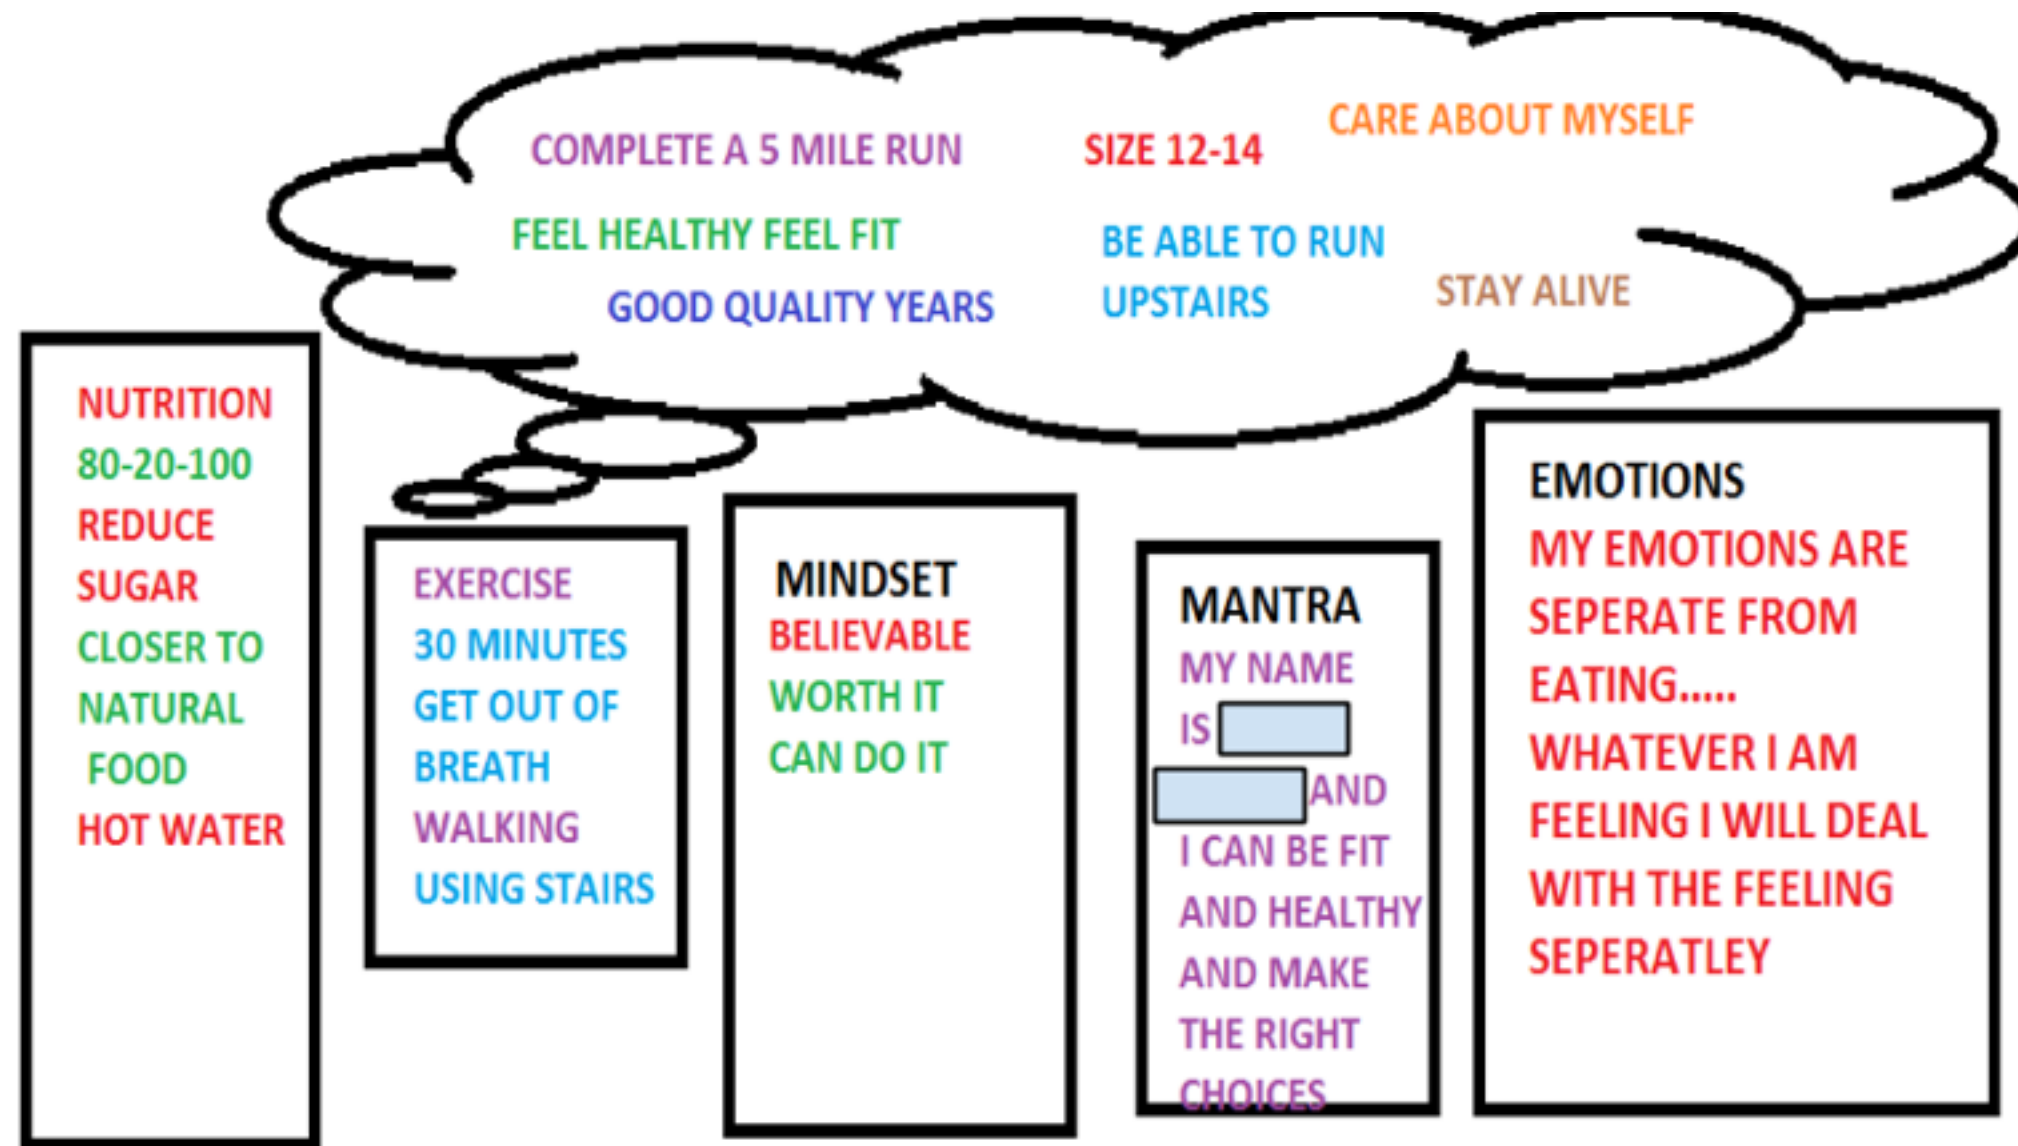 COMPLETE A 5 MILE RUN
SIZE 12-14
CARE ABOUT MYSELF
FEEL HEALTHY FEEL FIT
BE ABLE TO RUN
UPSTAIRS
GOOD QUALITY YEARS
STAY ALIVE
NUTRITION
80-20-100
REDUCE
SUGAR
CLOSER TO
NATURAL
FOOD
HOT WATER
EXERCISE
30 MINUTES
GET OUT OF
BREATH
WALKING
USING STAIRS
MINDSET
BELIEVABLE
WORTH IT
CAN DO IT
MANTRA
MY NAME
IS
AND
I CAN BE FIT
AND HEALTHY
AND MAKE
THE RIGHT
CHOICES
EMOTIONS
MY EMOTIONS ARE
SEPERATE FROM
EATING.....
WHATEVER I AM
FEELING I WILL DEAL
WITH THE FEELING
SEPERATLEY